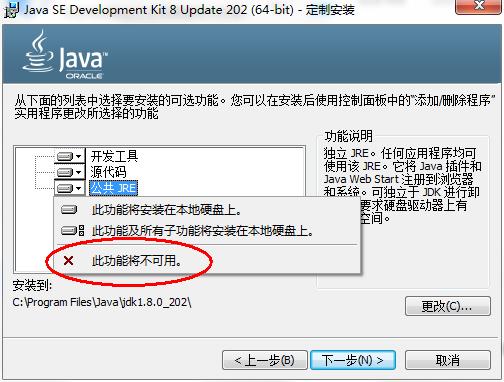 Java SE Development Kit 8 Update 202 (64-bit) - 定制安装
Java
ORACLE
从下面的列表中选择要安装的可选功能。您可以在安装后使用控制面板中的"添加/删除程序"
实用程序更改所选择的功能
开发工具
源代码
公共 JRE
此功能将安装在本地硬盘上。
此功能及所有子功能将安装在本地硬盘上。
此功能将不可用。
功能说明
独立 JRE。任何应用程序均可
使用该 JRE。它将 Java 插件和
Java Web Start 注册到浏览器
和系统。可独立于 JDK 进行卸
要求硬盘驱动器上有
空间。
安装到:
C:\Program Files\Java\jdk1.8.0_202\
更改(C)...
< 上一步(B)
下一步(N) >
取消